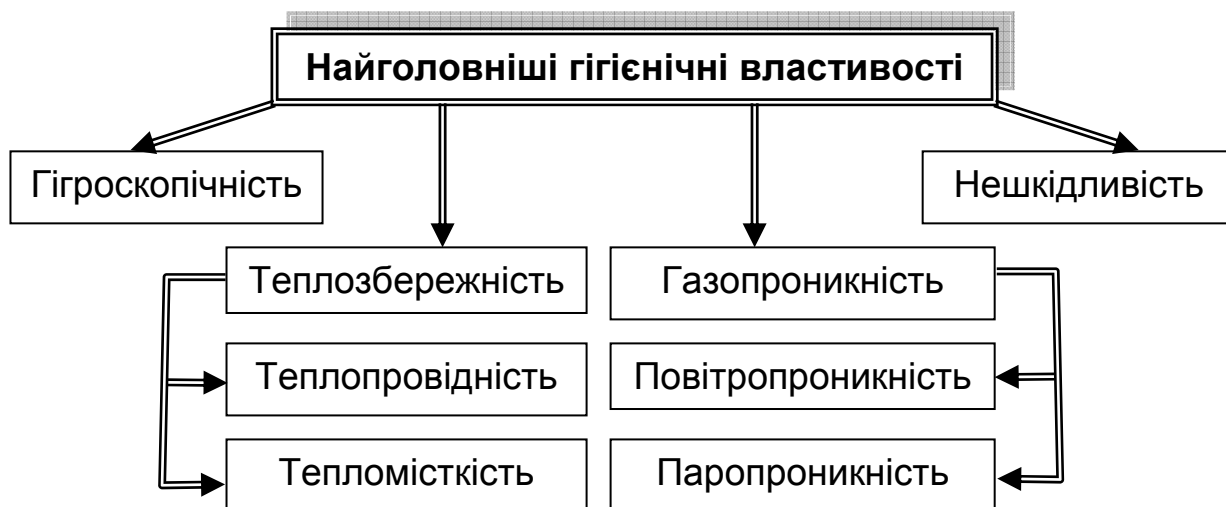 Найголовніші гігієнічні властивості
Гігроскопічність
Нешкідливість
Теплозбережність
Газопроникність
Теплопровідність
Повітропроникність
Тепломісткість
Паропроникність